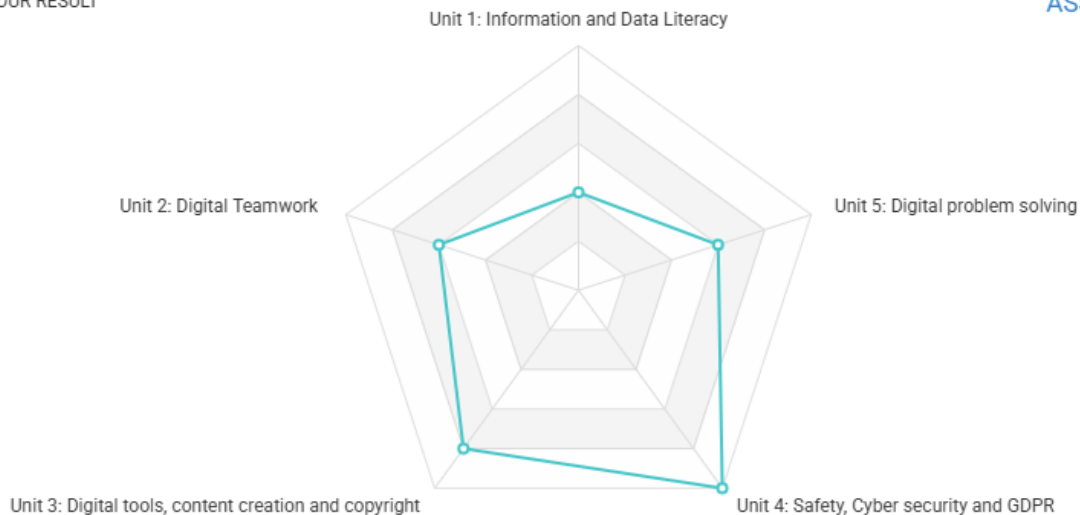 Unit 1: Information and Data Literacy
Unit 2: Digital Teamwork
Unit 5: Digital problem solving
Unit 3: Digital tools, content creation and copyright
Unit 4: Safety, Cyber security and GDPR